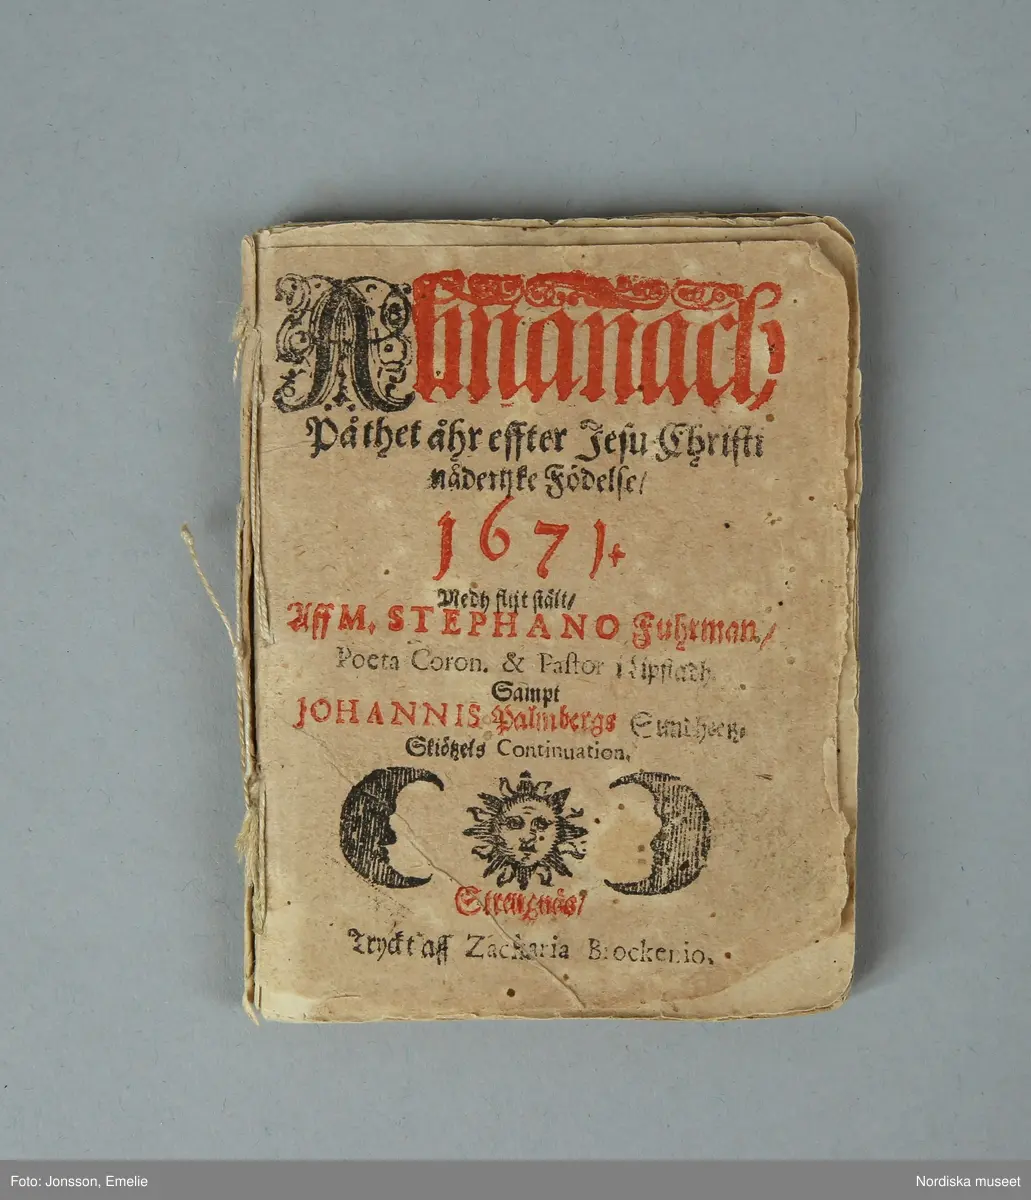 Almanach
På thet åhr effter Jesu Christi
nåderijke Födelse/
1671.
Medh flijt stält/
Aff M. STEPHANO Fuhrman/
Poeta Coron. & Pastor
Sampt
JOHANNIS Palmbergs
Skiötzels Continuation.
Strengnäs/
Tryckt aff Zacharia Brockenio.
Foto: Jonsson, Emelie
Nordiska museet